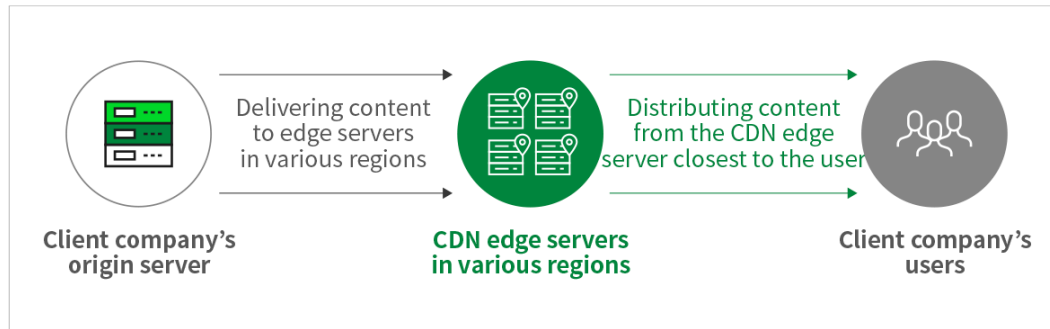 Delivering content
to edge servers
in various regions
Distributing content
from the CDN edge
server closest to the user
Client company’s
origin server
CDN edge servers
in various regions
Client company’s
users